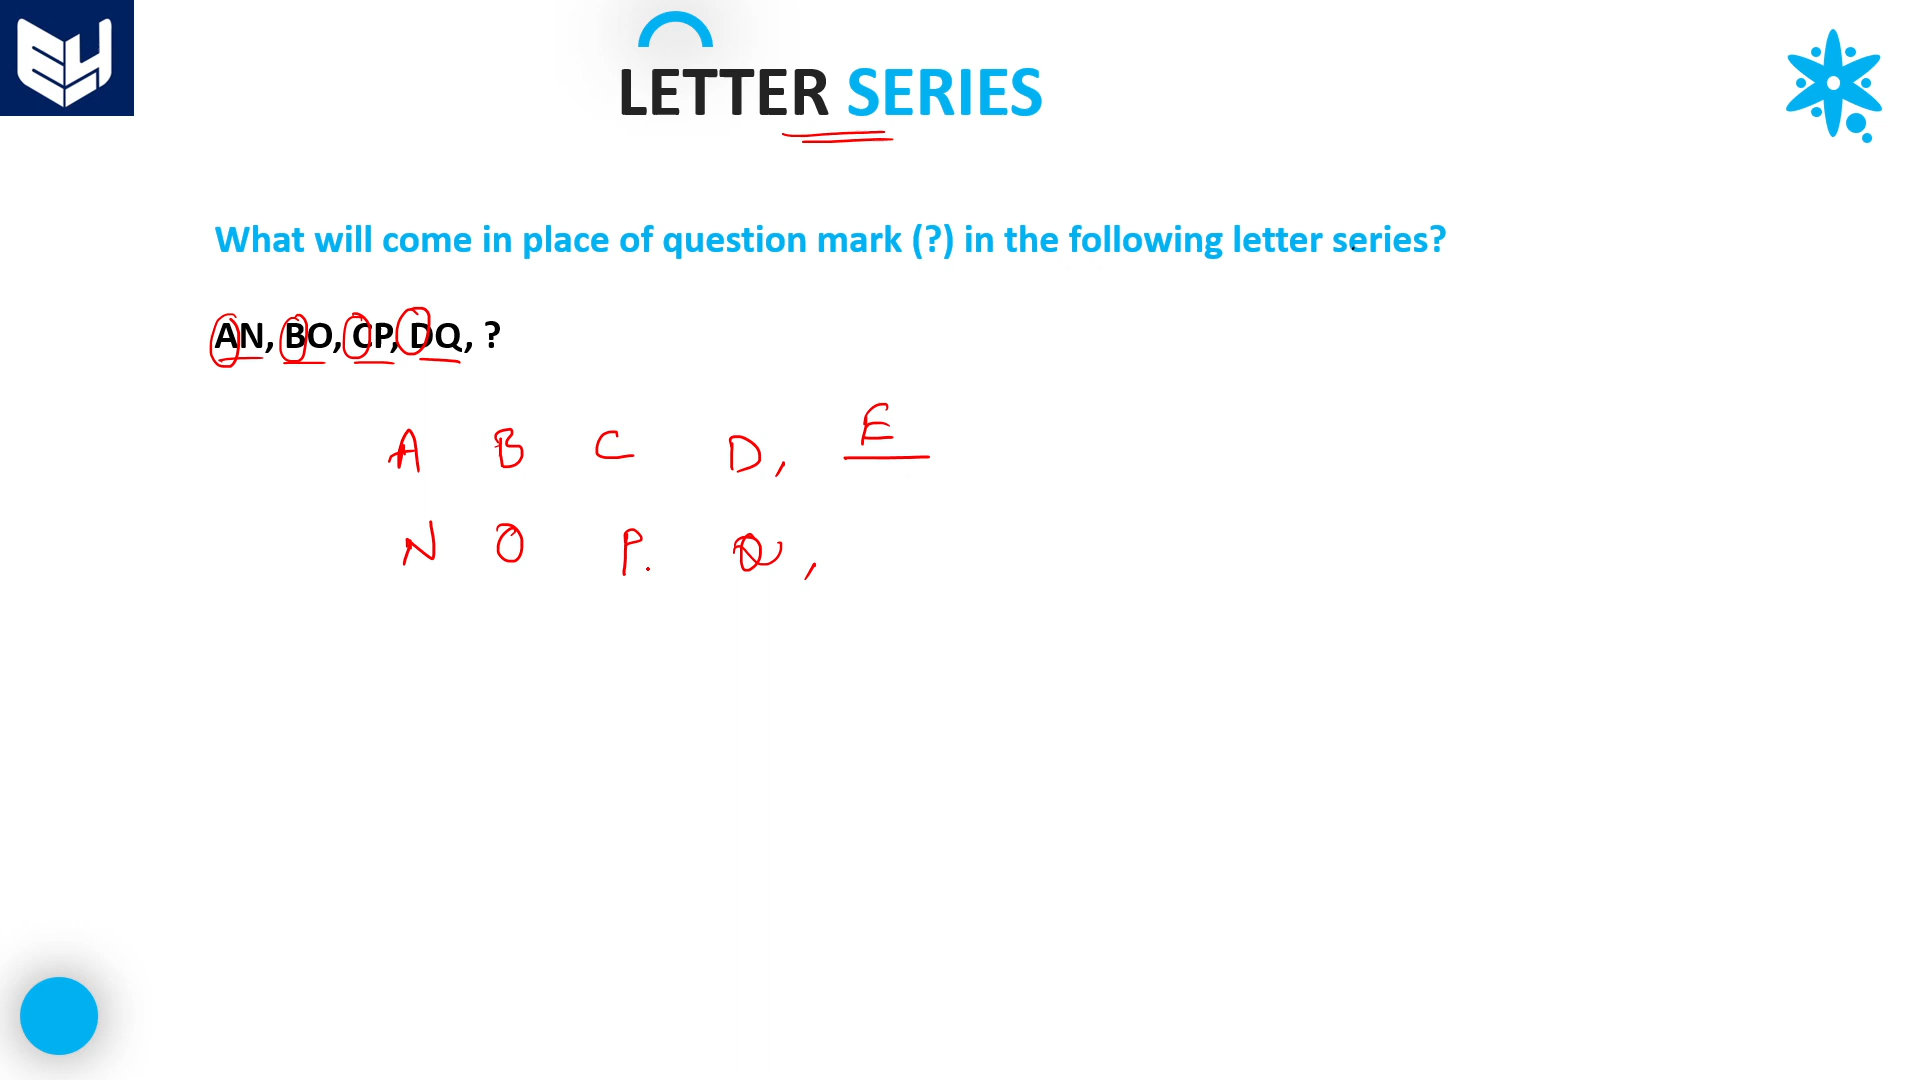 LETTER SERIES
What will come in place of question mark (?) in the following letter series?
AN, BO, CP, DQ, ?
A B C D, E
N O P. Q,